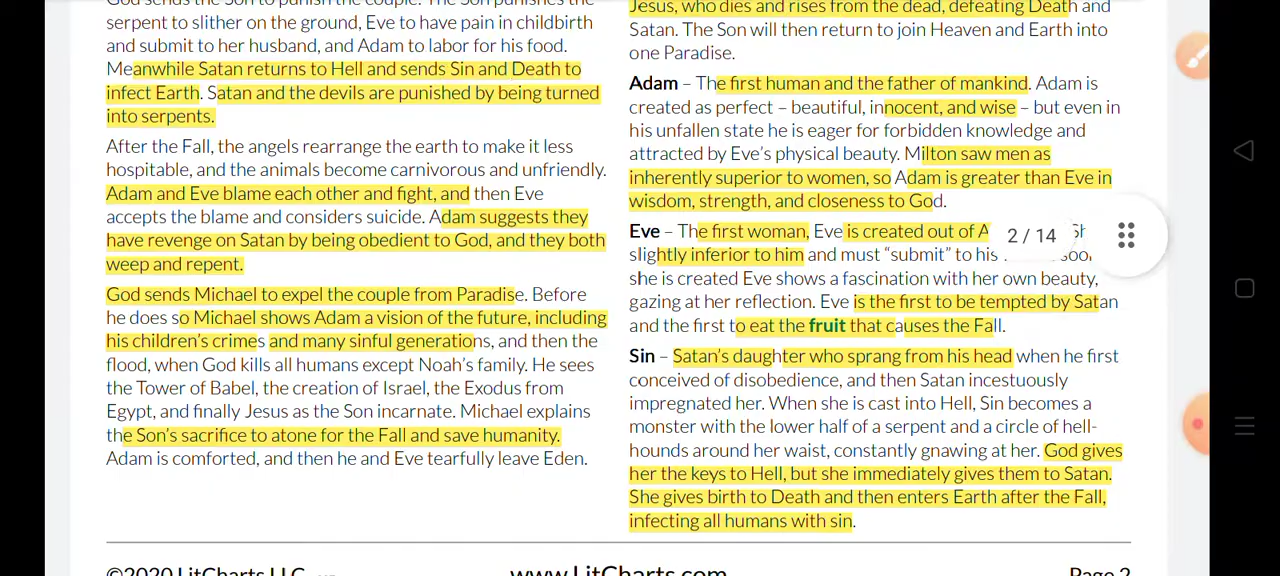 God sends the Son to punish the couple. The Son punishes the
serpent to slither on the ground, Eve to have pain in childbirth
and submit to her husband, and Adam to labor for his food.
Meanwhile Satan returns to Hell and sends Sin and Death to
infect Earth. Satan and the devils are punished by being turned
into serpents.
After the Fall, the angels rearrange the earth to make it less
hospitable, and the animals become carnivorous and unfriendly.
Adam and Eve blame each other and fight, and then Eve
accepts the blame and considers suicide. Adam suggests they
have revenge on Satan by being obedient to God, and they both
weep and repent.
God sends Michael to expel the couple from Paradise. Before
he does so Michael shows Adam a vision of the future, including
his children's crimes and many sinful generations, and then the
flood, when God kills all humans except Noah's family. He sees
the Tower of Babel, the creation of Israel, the Exodus from
Egypt, and finally Jesus as the Son incarnate. Michael explains
the Son's sacrifice to atone for the Fall and save humanity.
Adam is comforted, and then he and Eve tearfully leave Eden.
Jesus, who dies and rises from the dead, defeating Death and
Satan. The Son will then return to join Heaven and Earth into
one Paradise.
Adam – The first human and the father of mankind. Adam is
created as perfect – beautiful, innocent, and wise – but even in
his unfallen state he is eager for forbidden knowledge and
attracted by Eve's physical beauty. Milton saw men as
inherently superior to women, so Adam is greater than Eve in
wisdom, strength, and closeness to God.
Eve – The first woman, Eve is created out of A
slightly inferior to him and must "submit" to his
she is created Eve shows a fascination with her own beauty,
gazing at her reflection. Eve is the first to be tempted by Satan
and the first to eat the fruit that causes the Fall.
Sin – Satan's daughter who sprang from his head when he first
conceived of disobedience, and then Satan incestuously
impregnated her. When she is cast into Hell, Sin becomes a
monster with the lower half of a serpent and a circle of hell-
hounds around her waist, constantly gnawing at her. God gives
her the keys to Hell, but she immediately gives them to Satan.
She gives birth to Death and then enters Earth after the Fall,
infecting all humans with sin.
2 / 14
©2020 LitCharts LLC
www.LitCharts.com
Page 2